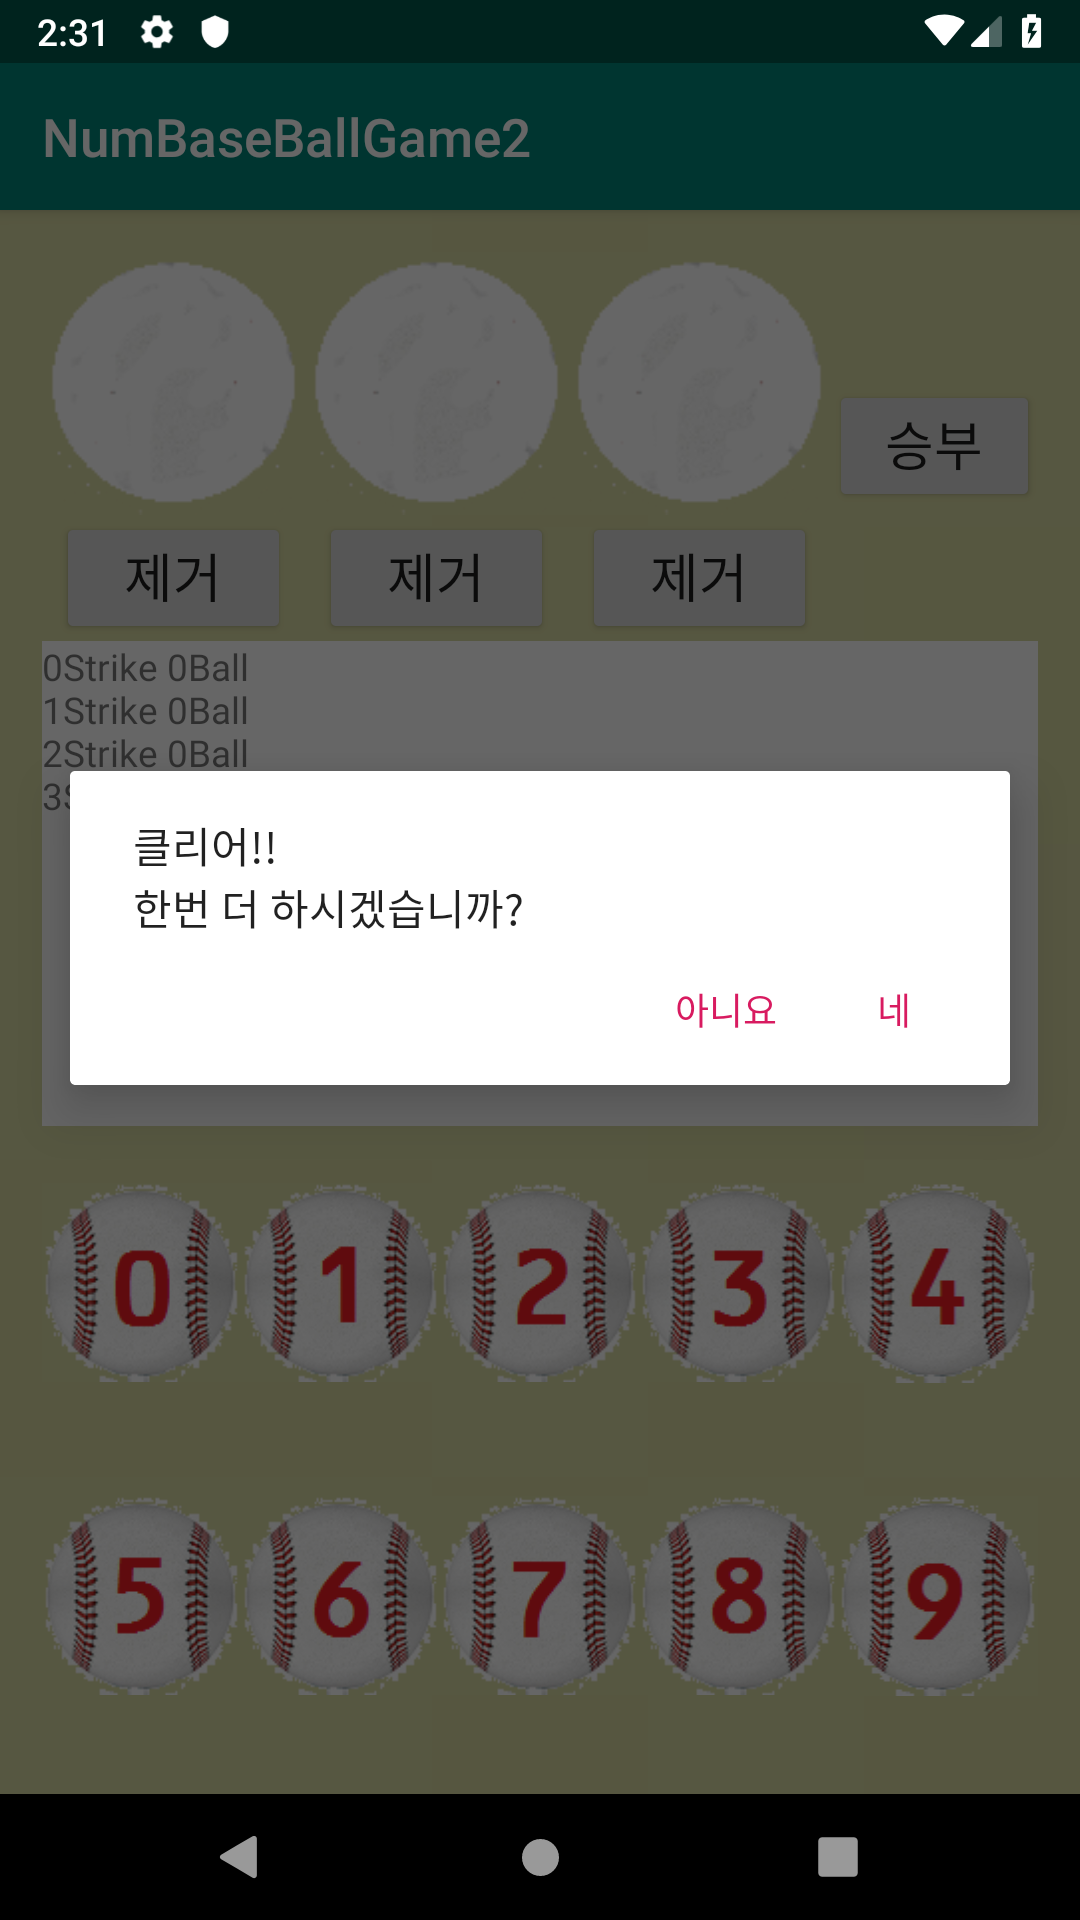 2:31
NumBaseBallGame2
승부
제거 제거 제거
0Strike 0Ball
1Strike 0Ball
2Strike 0Ball
클리어!!
한번 더 하시겠습니까?
아니요 네
0 1 2 3 4
5 6 7 8 9